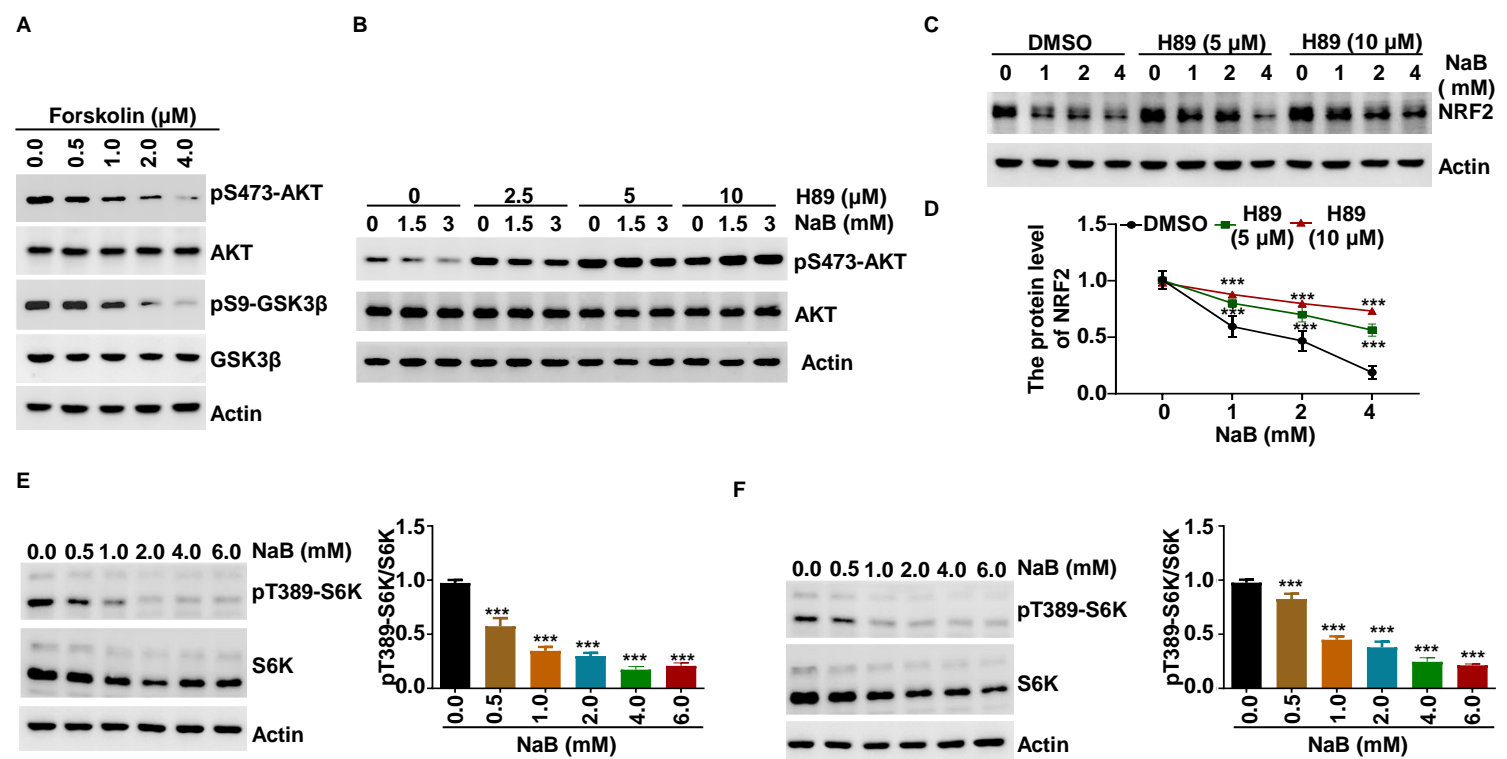 A
Forskolin (μM)
0.0 0.5 1.0 2.0 4.0
pS473-AKT
AKT
pS9-GSK3β
GSK3β
Actin
B
0 2.5 5 10 H89 (μM)
0 1.5 3 0 1.5 3 0 1.5 3 0 1.5 3 NaB (mM)
pS473-AKT
AKT
Actin
C
DMSO H89 (5 μM) H89 (10 μM)
0 1 2 4 0 1 2 4 0 1 2 4 NaB
( mM)
NRF2
Actin
D
DMSO H89 (5 μM) H89 (10 μM)
The protein level of NRF2
1.5
1.0
0.5
0.0
*** *** ***
*** *** ***
0 1 2 4
NaB (mM)
E
0.0 0.5 1.0 2.0 4.0 6.0 NaB (mM)
pT389-S6K
S6K
Actin
pT389-S6K/S6K
1.5
1.0
0.5
0.0
*** *** *** *** ***
0.0 0.5 1.0 2.0 4.0 6.0
NaB (mM)
F
0.0 0.5 1.0 2.0 4.0 6.0 NaB (mM)
pT389-S6K
S6K
Actin
pT389-S6K/S6K
1.5
1.0
0.5
0.0
*** *** *** *** ***
0.0 0.5 1.0 2.0 4.0 6.0
NaB (mM)